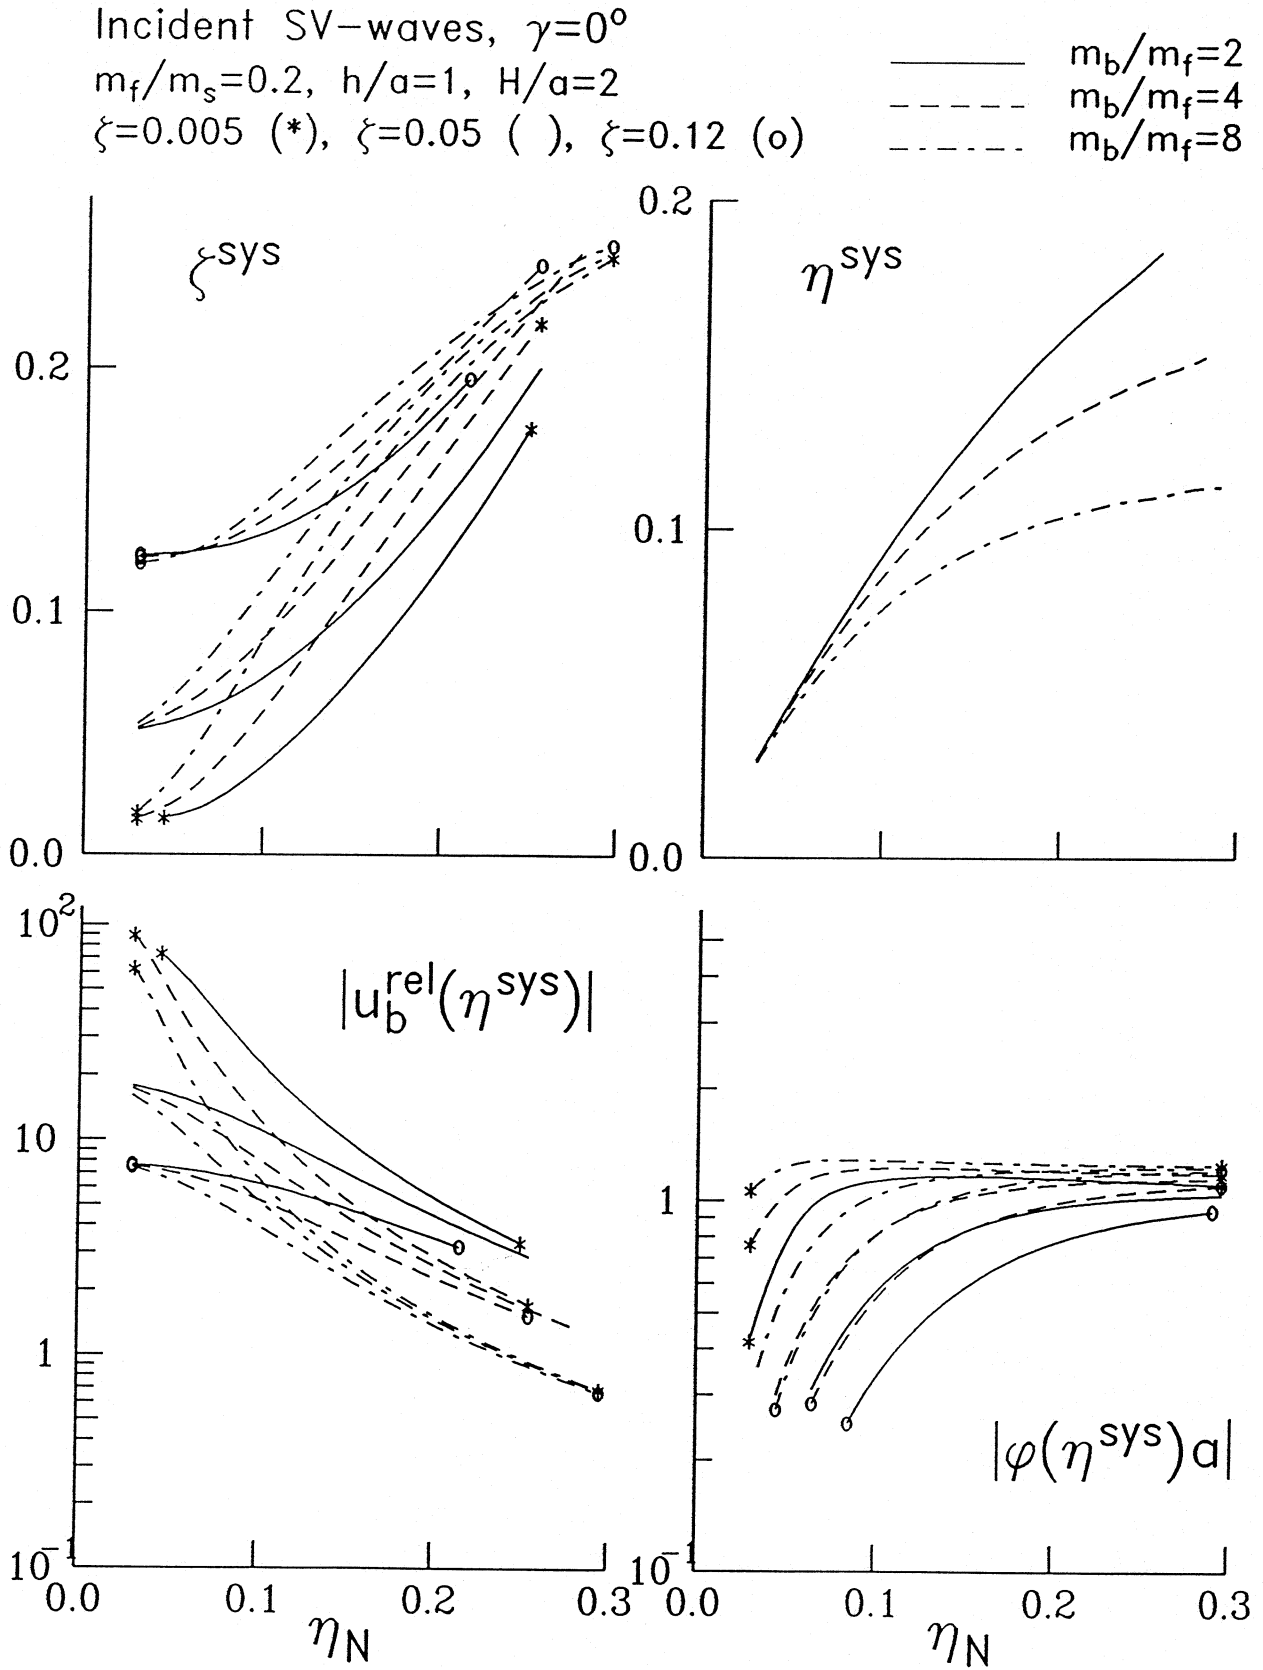 Incident SV–waves, γ=0°
m_f/m_s=0.2, h/a=1, H/a=2
ζ=0.005 (*), ζ=0.05 ( ), ζ=0.12 (o)
m_b/m_f=2
m_b/m_f=4
m_b/m_f=8
ζ^sys
0.2
0.1
0.0
η^sys
0.2
0.1
0.0
|u_b^rel(η^sys)|
10^2
10
1
10^-1
0.0 0.1 0.2 0.3
η_N
|φ(η^sys)a|
1
10^-1
0.0 0.1 0.2 0.3
η_N